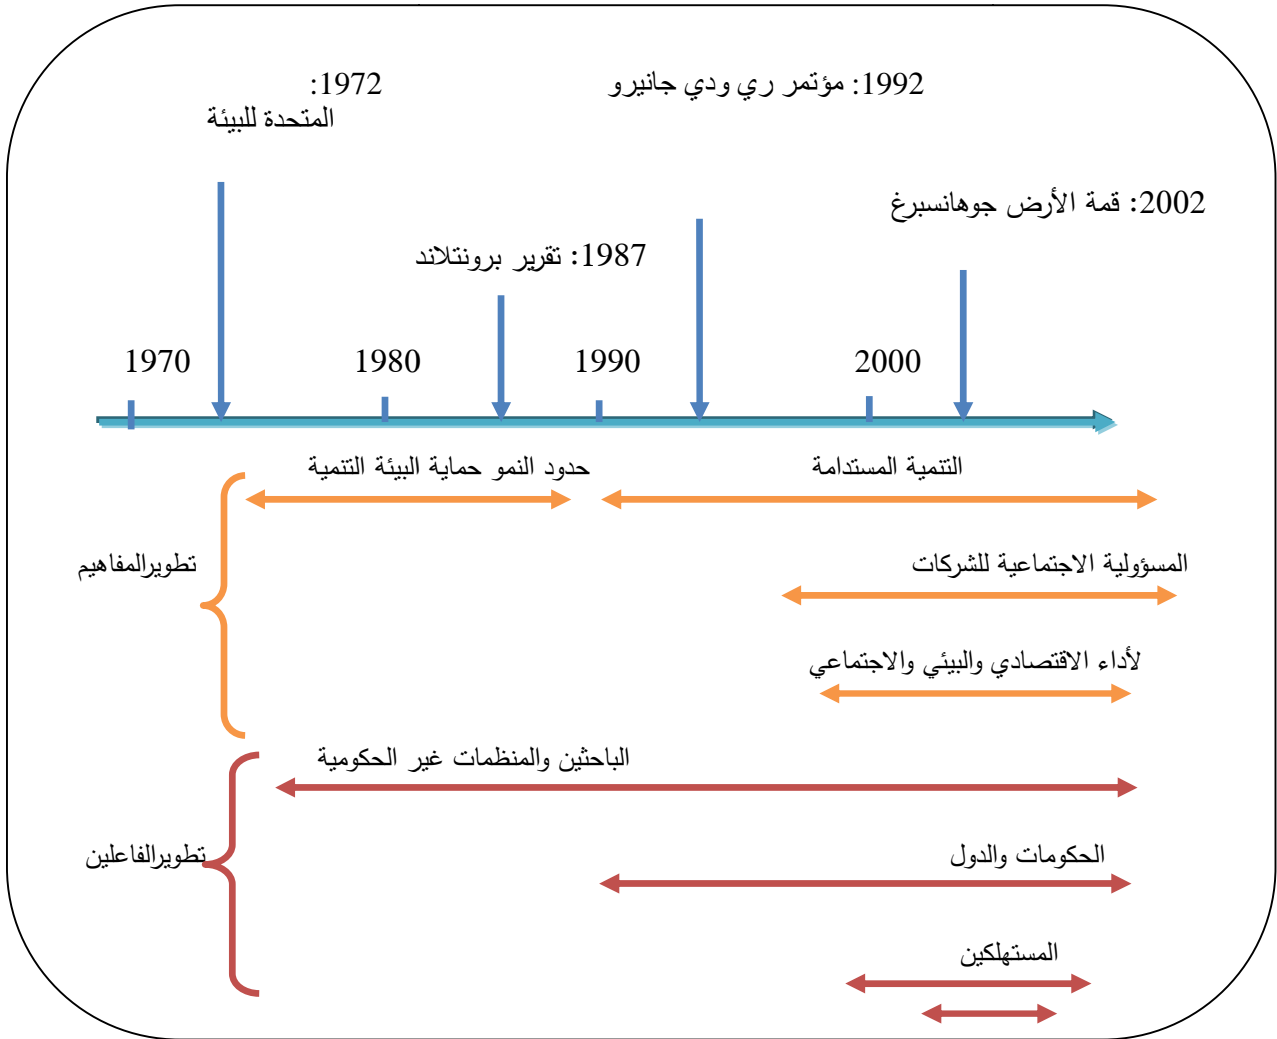 1972:
المتحدة للبيئة
1992: مؤتمر ري ودي جانيرو
2002: قمة الأرض جوهانسبرغ
1987: تقرير برونتلاند
1970
1980
1990
2000
حدود النمو حماية البيئة التنمية
التنمية المستدامة
تطويرالمفاهيم
المسؤولية الاجتماعية للشركات
لأداء الاقتصادي والبيئي والاجتماعي
الباحثين والمنظمات غير الحكومية
تطويرالفاعلين
الحكومات والدول
المستهلكين